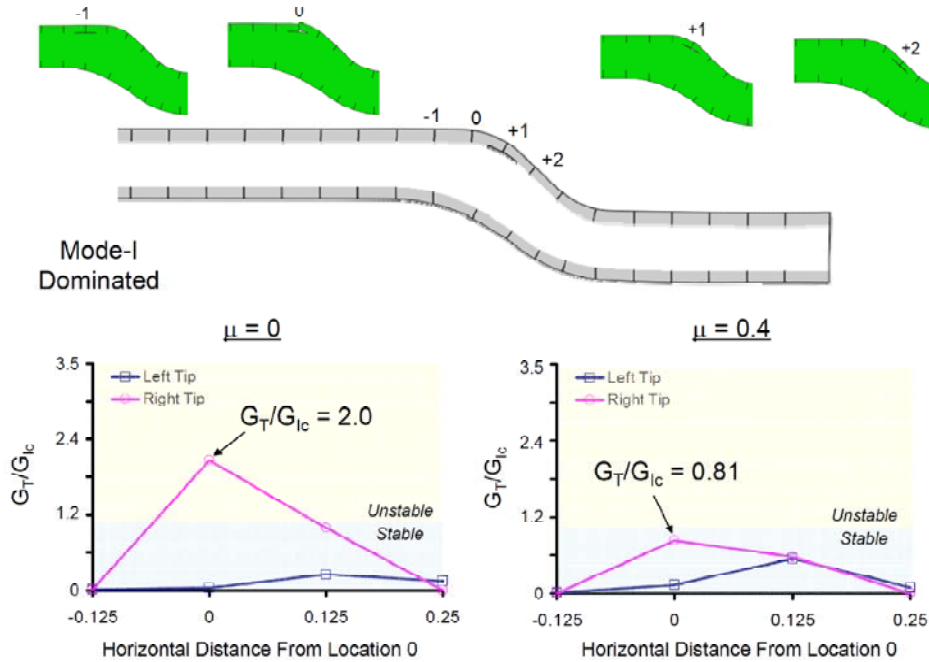 -1
0
+1
+2
-1
0
+1
+2
Mode-I
Dominated
μ = 0
3.5
2.4
1.2
0
G_T/G_Ic
Left Tip
Right Tip
G_T/G_Ic = 2.0
Unstable
Stable
-0.125
0
0.125
0.25
Horizontal Distance From Location 0
μ = 0.4
3.5
2.4
1.2
0
G_T/G_Ic
Left Tip
Right Tip
G_T/G_Ic = 0.81
Unstable
Stable
-0.125
0
0.125
0.25
Horizontal Distance From Location 0